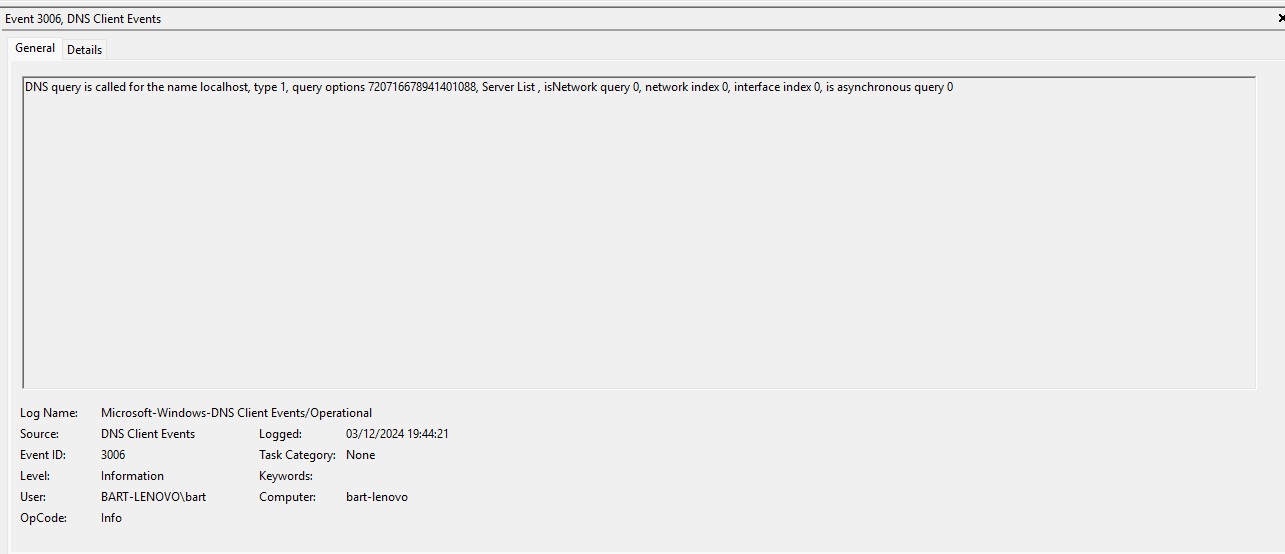 Event 3006, DNS Client Events
General Details
DNS query is called for the name localhost, type 1, query options 720716678941401088, Server List , isNetwork query 0, network index 0, interface index 0, is asynchronous query 0
Log Name: Microsoft-Windows-DNS Client Events/Operational
Source: DNS Client Events Logged: 03/12/2024 19:44:21
Event ID: 3006 Task Category: None
Level: Information Keywords:
User: BART-LENOVO\bart Computer: bart-lenovo
OpCode: Info